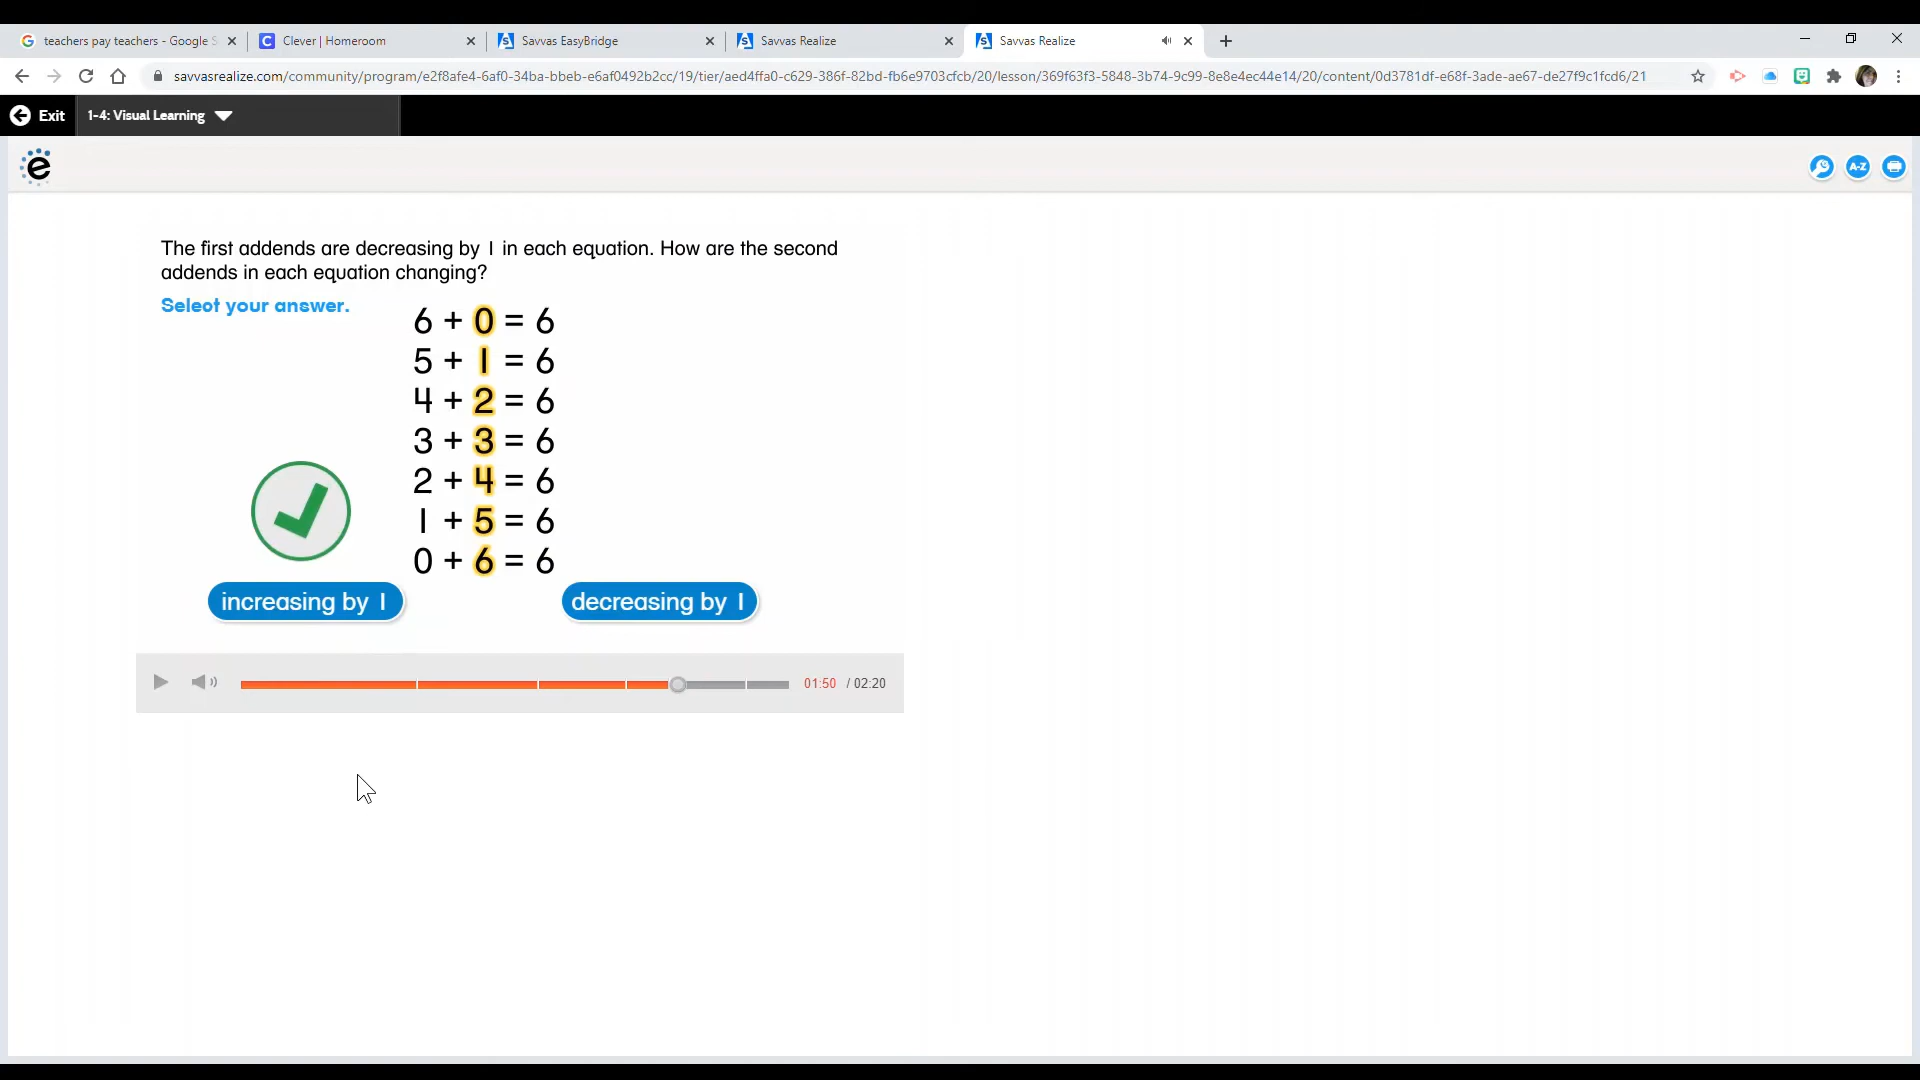 teachers pay teachers - Google S
Clever | Homeroom
Savvas EasyBridge
Savvas Realize
Savvas Realize
savvasrealize.com/community/program/e2f8afe4-6af0-34ba-bbeb-e6af0492b2cc/19/tier/aed4ffa0-c629-386f-82bd-fb6e9703cfcb/20/lesson/369f63f3-5848-3b74-9c99-8e8e4ec44e14/20/content/0d3781df-e68f-3ade-ae67-de27f9c1fcd6/21
Exit
1-4: Visual Learning
e
A-Z
The first addends are decreasing by 1 in each equation. How are the second
addends in each equation changing?
Select your answer.
6 + 0 = 6
5 + 1 = 6
4 + 2 = 6
3 + 3 = 6
2 + 4 = 6
1 + 5 = 6
0 + 6 = 6
increasing by 1
decreasing by 1
01:50 / 02:20